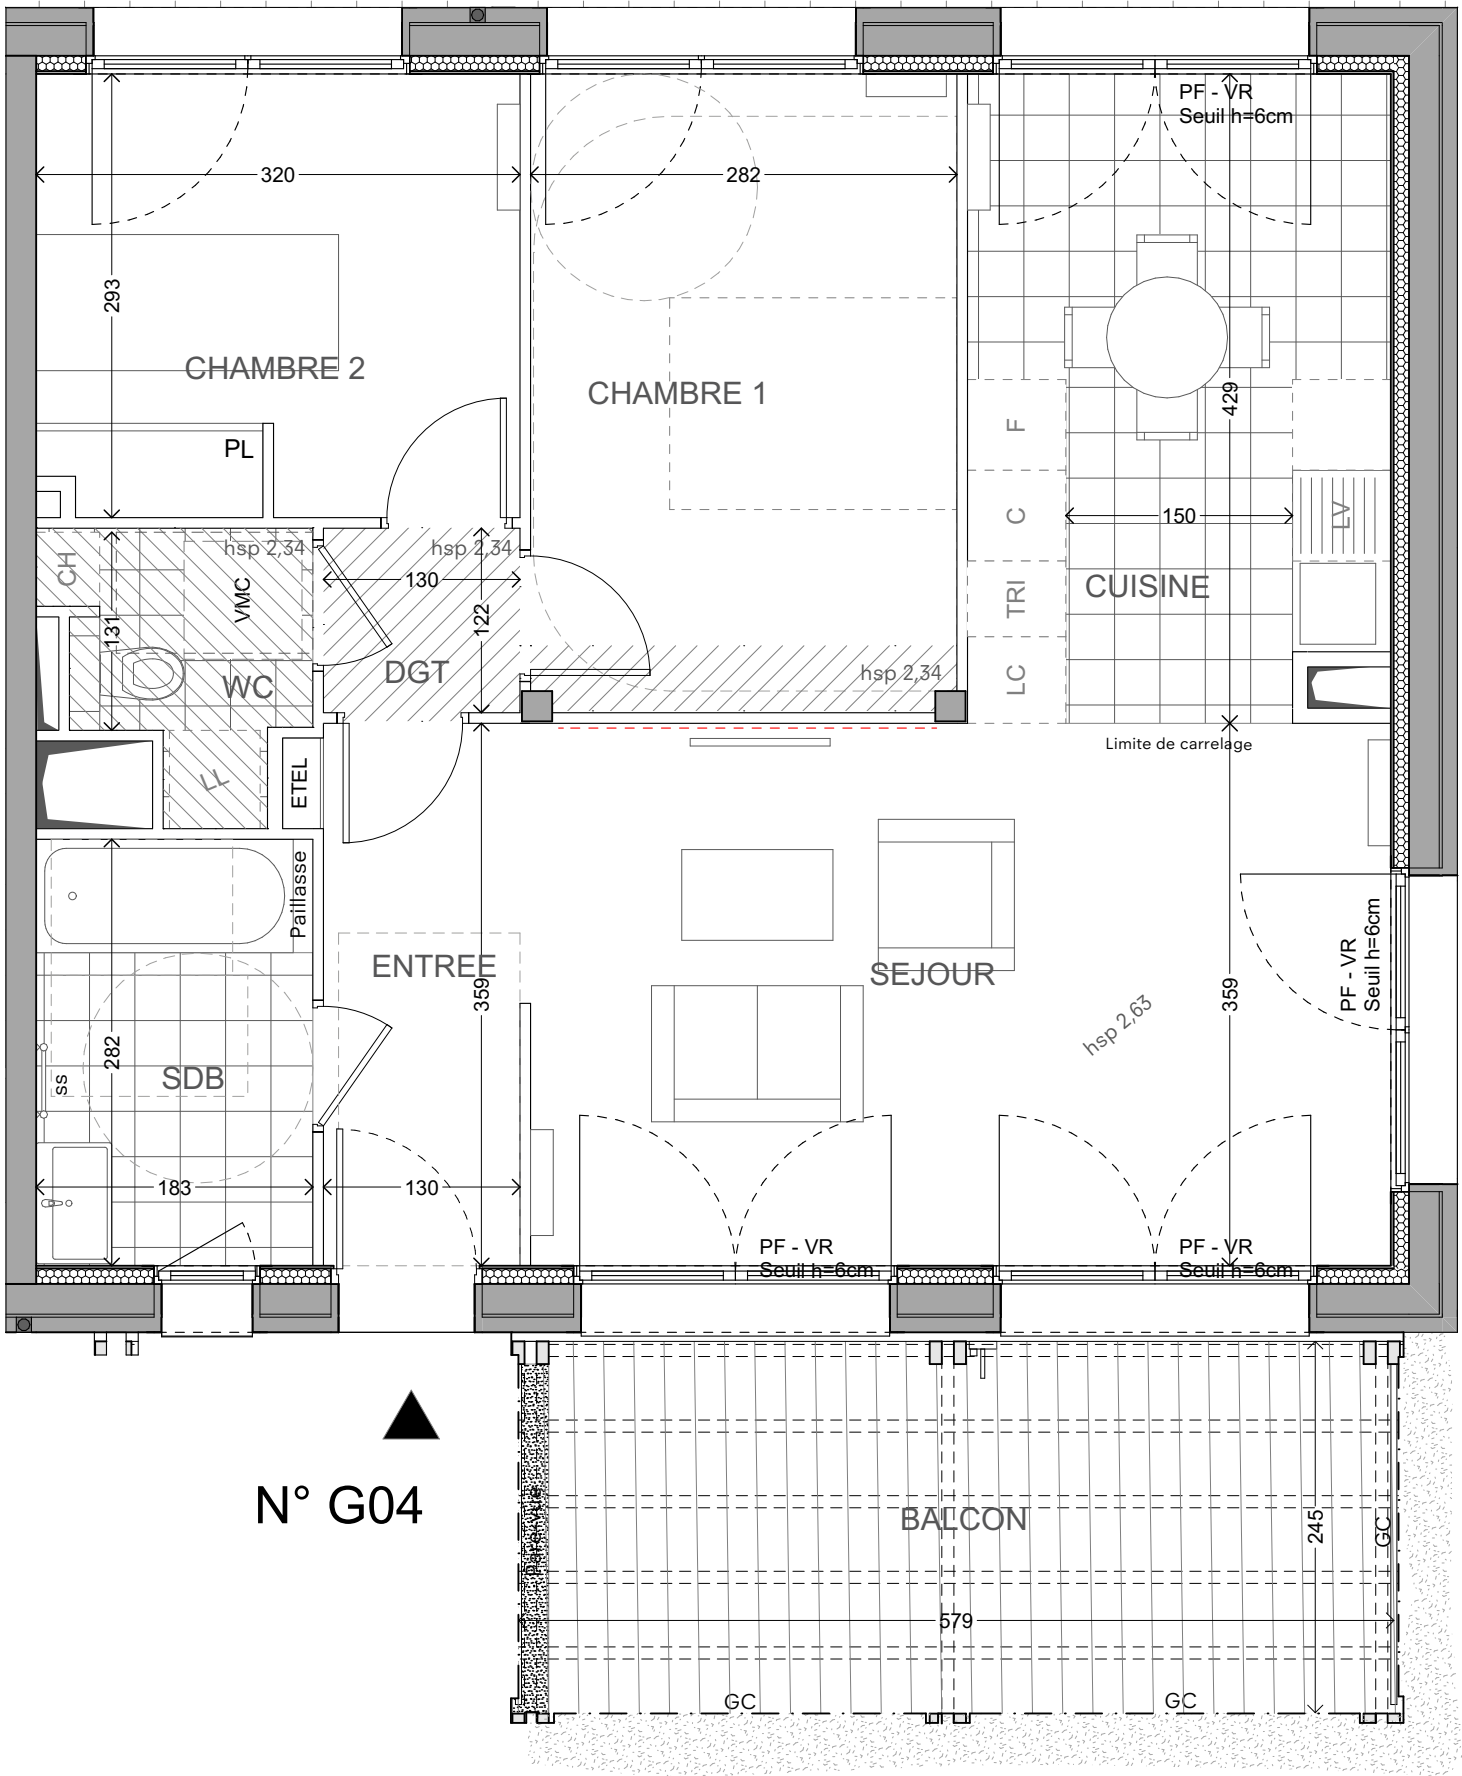 PF - VR
Seuil h=6cm
320
282
293
CHAMBRE 2
CHAMBRE 1
429
PL
F
C
150
LV
CH
hsp 2,34
hsp 2,34
VMC
130
TRI
CUISINE
131
122
DGT
WC
hsp 2,34
LC
Limite de carrelage
LL
ETEL
Paillasse
ENTREE
SEJOUR
359
359
PF - VR
Seuil h=6cm
hsp 2,63
282
SDB
ss
183
130
PF - VR
Seuil h=6cm
PF - VR
Seuil h=6cm
N° G04
BALCON
245
GC
579
GC
GC